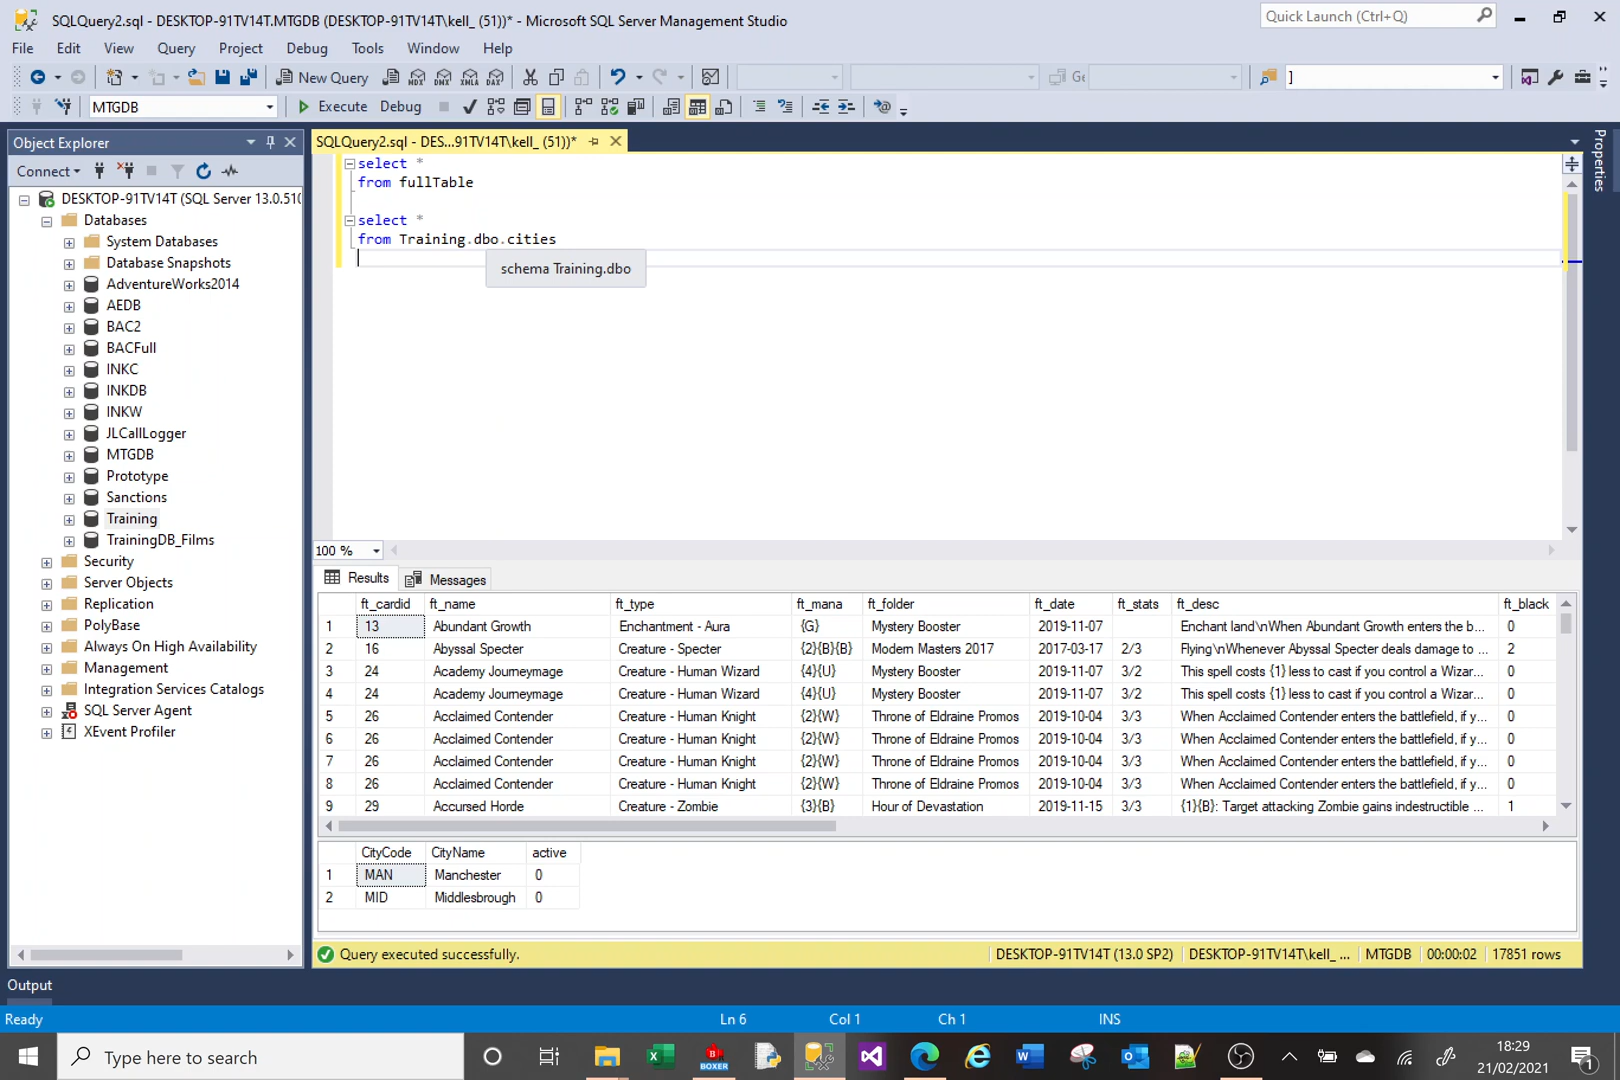 SQLQuery2.sql - DESKTOP-91TV14T.MTGDB (DESKTOP-91TV14T\kell_ (51))* - Microsoft SQL Server Management Studio
Quick Launch (Ctrl+Q)
File Edit View Query Project Debug Tools Window Help
New Query
MDX DMX XMLA DAX
]
MTGDB
Execute Debug
Object Explorer
SQLQuery2.sql - DES...91TV14T\kell_ (51))*
Properties
Connect
select *
from fullTable
select *
from Training.dbo.cities
schema Training.dbo
DESKTOP-91TV14T (SQL Server 13.0.510
Databases
System Databases
Database Snapshots
AdventureWorks2014
AEDB
BAC2
BACFull
INKC
INKDB
INKW
JLCallLogger
MTGDB
Prototype
Sanctions
Training
TrainingDB_Films
Security
Server Objects
Replication
PolyBase
Always On High Availability
Management
Integration Services Catalogs
SQL Server Agent
XEvent Profiler
100 %
Results Messages
ft_cardid ft_name ft_type ft_mana ft_folder ft_date ft_stats ft_desc ft_black
1 13 Abundant Growth Enchantment - Aura {G} Mystery Booster 2019-11-07 Enchant land\nWhen Abundant Growth enters the b... 0
2 16 Abyssal Specter Creature - Specter {2}{B}{B} Modern Masters 2017 2017-03-17 2/3 Flying\nWhenever Abyssal Specter deals damage to ... 2
3 24 Academy Journeymage Creature - Human Wizard {4}{U} Mystery Booster 2019-11-07 3/2 This spell costs {1} less to cast if you control a Wizar... 0
4 24 Academy Journeymage Creature - Human Wizard {4}{U} Mystery Booster 2019-11-07 3/2 This spell costs {1} less to cast if you control a Wizar... 0
5 26 Acclaimed Contender Creature - Human Knight {2}{W} Throne of Eldraine Promos 2019-10-04 3/3 When Acclaimed Contender enters the battlefield, if y... 0
6 26 Acclaimed Contender Creature - Human Knight {2}{W} Throne of Eldraine Promos 2019-10-04 3/3 When Acclaimed Contender enters the battlefield, if y... 0
7 26 Acclaimed Contender Creature - Human Knight {2}{W} Throne of Eldraine Promos 2019-10-04 3/3 When Acclaimed Contender enters the battlefield, if y... 0
8 26 Acclaimed Contender Creature - Human Knight {2}{W} Throne of Eldraine Promos 2019-10-04 3/3 When Acclaimed Contender enters the battlefield, if y... 0
9 29 Accursed Horde Creature - Zombie {3}{B} Hour of Devastation 2019-11-15 3/3 {1}{B}: Target attacking Zombie gains indestructible ... 1
CityCode CityName active
1 MAN Manchester 0
2 MID Middlesbrough 0
Query executed successfully. DESKTOP-91TV14T (13.0 SP2) DESKTOP-91TV14T\kell_ ... MTGDB 00:00:02 17851 rows
Output
Ready Ln 6 Col 1 Ch 1 INS
Type here to search
BOXER
18:29
21/02/2021
1